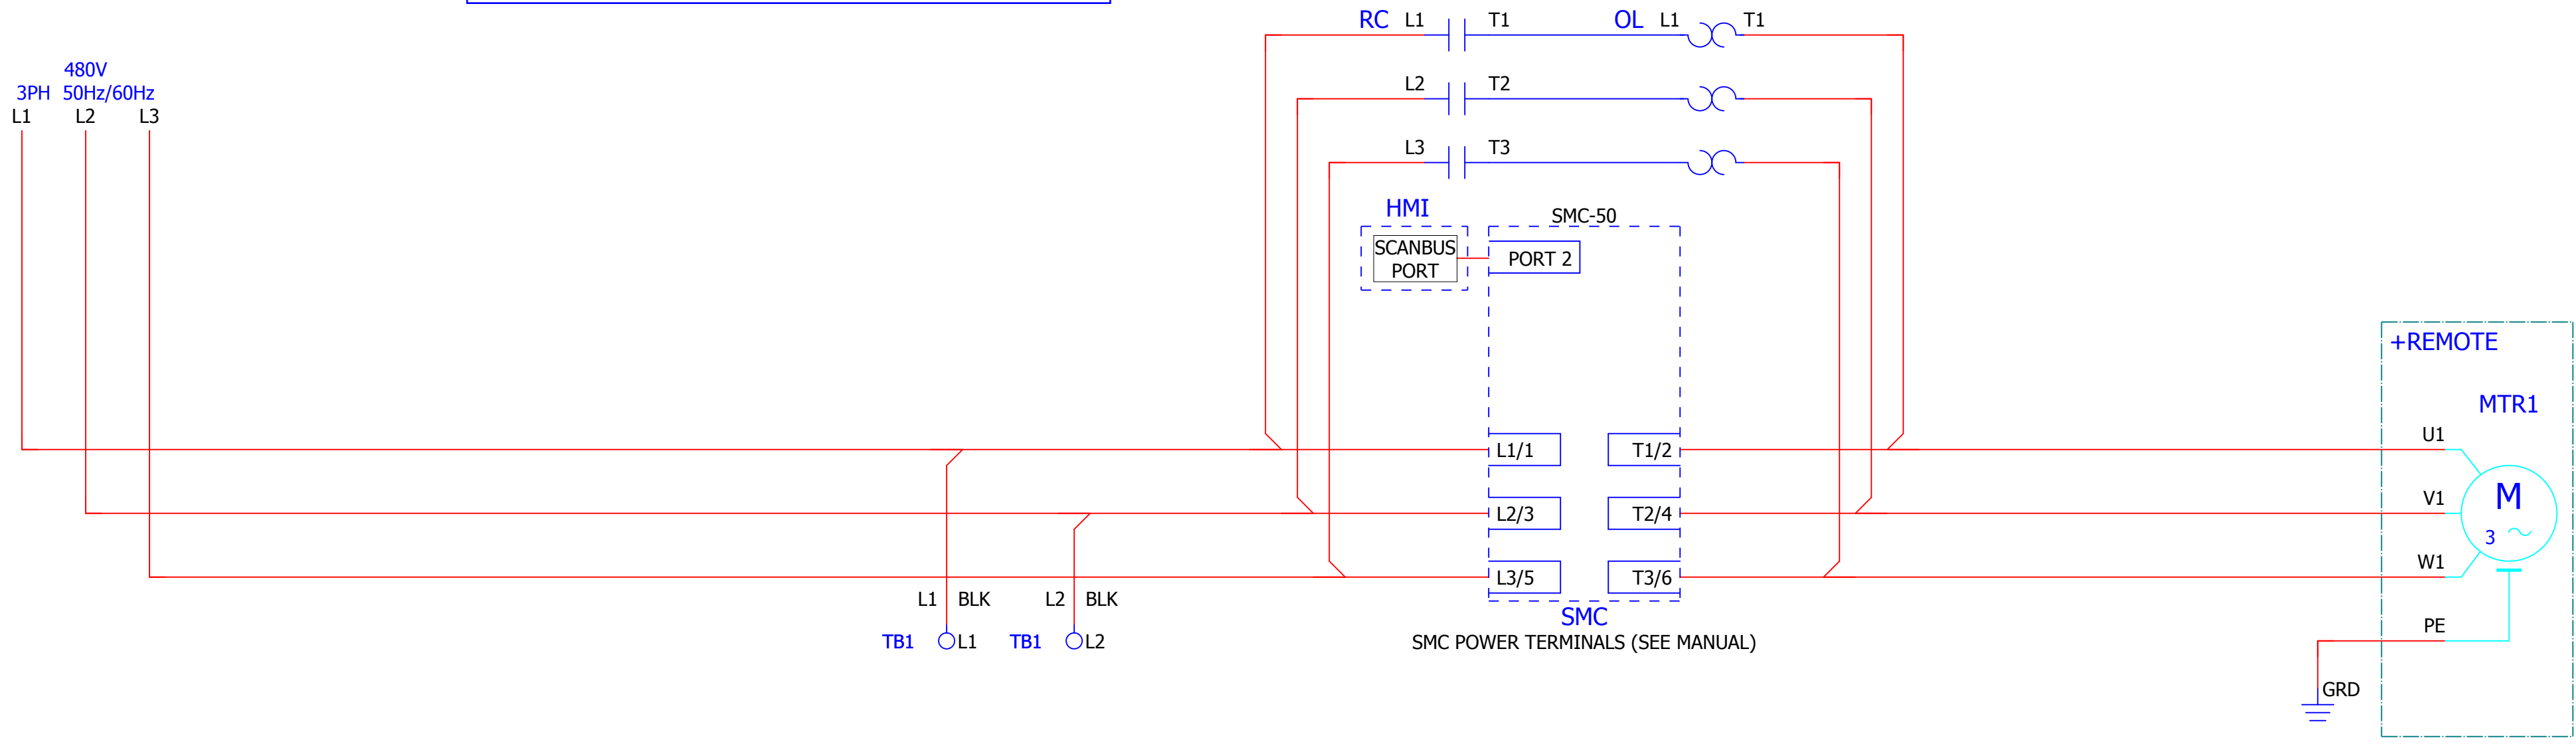 RC L1 T1 OL L1 T1
480V
3PH 50Hz/60Hz
L1 L2 L3
L2 T2
L3 T3
HMI
SCANBUS
PORT
SMC-50
PORT 2
+REMOTE
MTR1
L1/1 T1/2
U1
L2/3 T2/4
V1
M
3
L3/5 T3/6
W1
L1 BLK L2 BLK
TB1 L1 TB1 L2
SMC
SMC POWER TERMINALS (SEE MANUAL)
PE
GRD